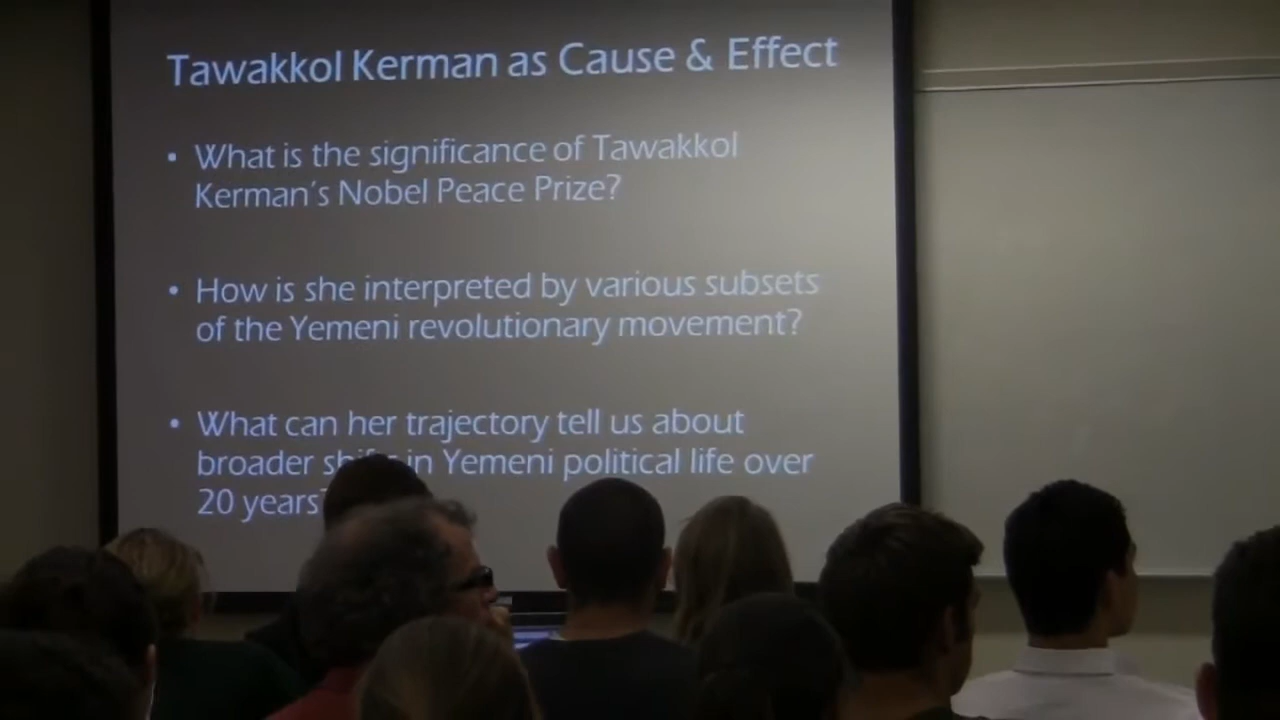 Tawakkol Kerman as Cause & Effect
• What is the significance of Tawakkol
Kerman's Nobel Peace Prize?
• How is she interpreted by various subsets
of the Yemeni revolutionary movement?
• What can her trajectory tell us about
broader in Yemeni political life over
20 years?